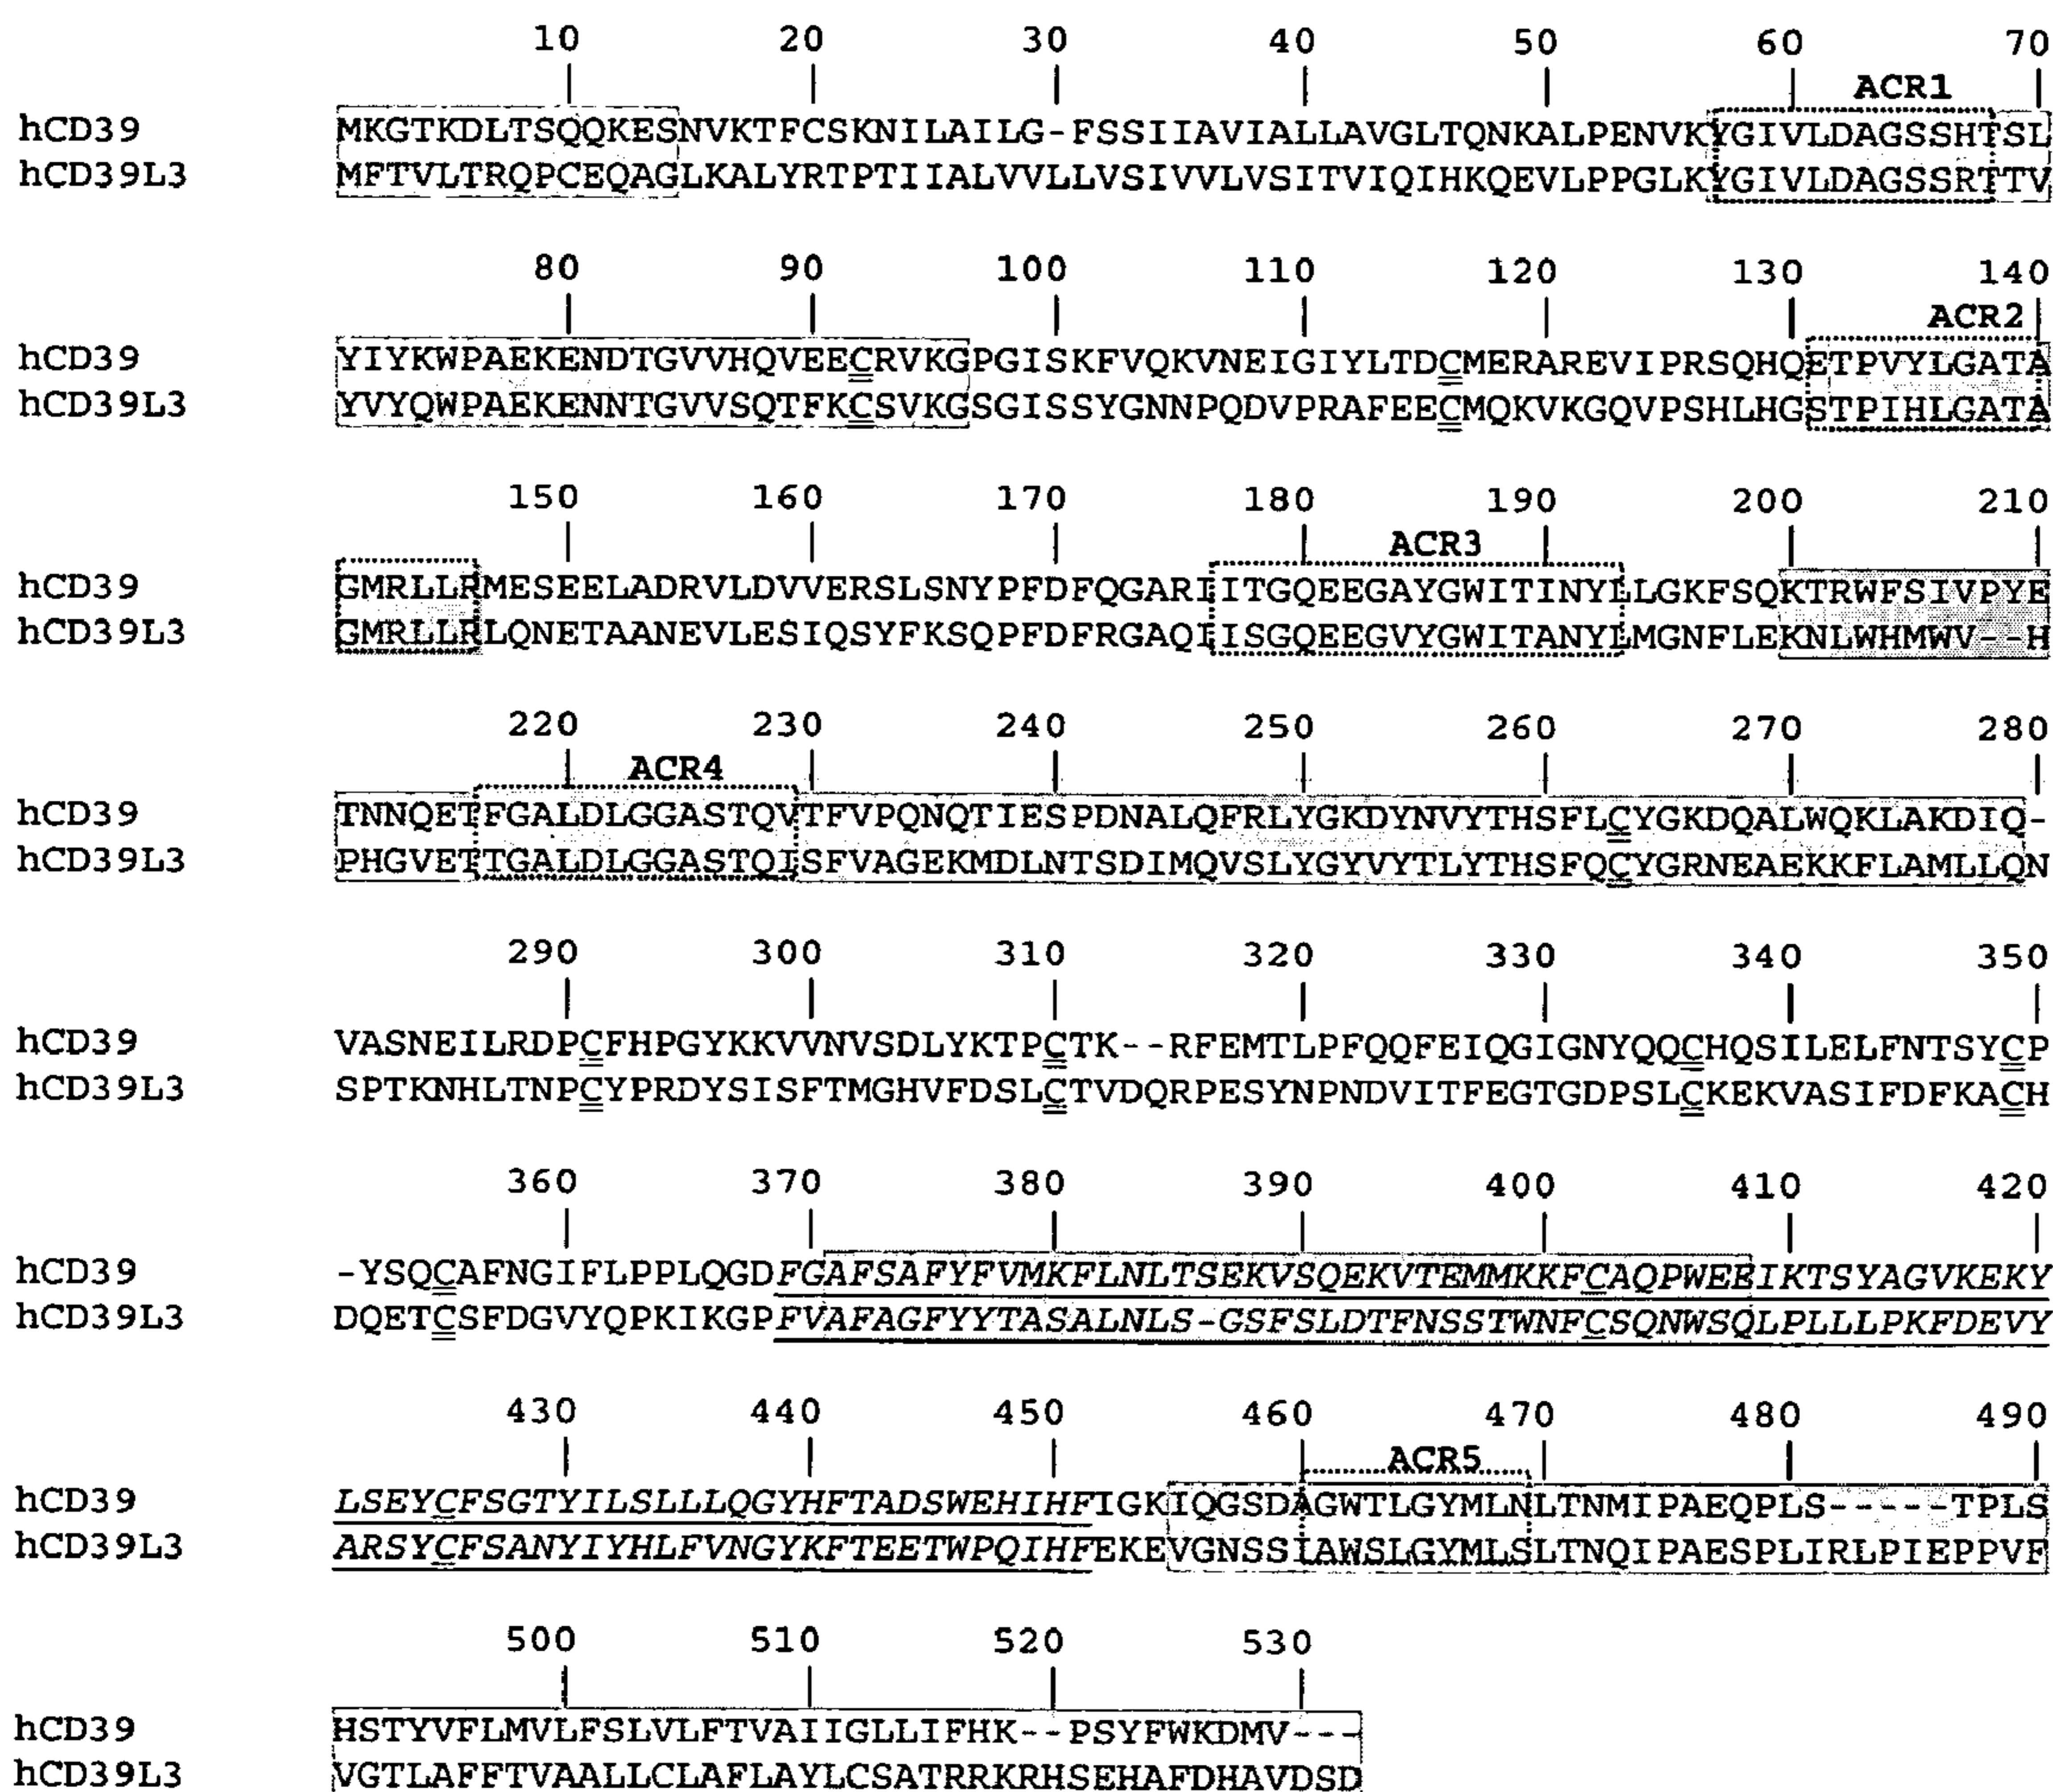 10 20 30 40 50 60 70
ACR1
hCD39 MKGTKDLTSQQKESNVKTFCSKNILAILG-FSSIIAVIALLAVGLTQNKALPENVKYGIVLDAGSSHTSL
hCD39L3 MFTVLTRQPCEQAGLKALYRTPTIIALVVLLVSIVVLVSITVIQIHKQEVLPPGLKYGIVLDAGSSRTTV
80 90 100 110 120 130 140
ACR2
hCD39 YIYKWPAEKENDTGVVHQVEECRVKGPGISKFVQKVNEIGIYLTDCMERAREVIPRSQHQETPVYLGATA
hCD39L3 YVYQWPAEKENNTGVVSQTFKCSVKGSGISSYGNNPQDVPRAFEECMQKVKGQVPSHLHGSTPIHLGATA
150 160 170 180 190 200 210
ACR3
hCD39 GMRLLRMESEELADRVLDVVERSLSNYPFDFQGARIITGQEEGAYGWITINYLLGKFSQKTRWFSIVPYE
hCD39L3 GMRLLRLQNETAANEVLESIQSYFKSQPFDFRGAQIISGQEEGVYGWITANYLMGNFLEKNLWHMWV--H
220 230 240 250 260 270 280
ACR4
hCD39 TNNQETFGALDLGGASTQVTFVPQNQTIESPDNALQFRLYGKDYNVYTHSFLCYGKDQALWQKLAKDIQ-
hCD39L3 PHGVETTGALDLGGASTQISFVAGEKMDLNTSDIMQVSLYGYVYTLYTHSFQCYGRNEAEKKFLAMLLQN
290 300 310 320 330 340 350
hCD39 VASNEILRDPCFHPGYKKVVNVSDLYKTPCTK--RFEMTLPFQQFEIQGIGNYQQCHQSILELFNTSYCP
hCD39L3 SPTKNHLTNPCYPRDYSISFTMGHVFDSLCTVDQRPESYNPNDVITFEGTGDPSLCKEKVASIFDFKACH
360 370 380 390 400 410 420
hCD39 -YSQCAFNGIFLPPLQGDFGAFSAFYFVMKFLNLTSEKVSQEKVTEMMKKFCAQPWEEIKTSYAGVKEKY
hCD39L3 DQETCSFDGVYQPKIKGPFVAFAGFYYTASALNLS-GSFSLDTFNSSTWNFCSQNWSQLPLLLPKFDEVY
430 440 450 460 470 480 490
ACR5
hCD39 LSEYCFSGTYILSLLLQGYHFTADSWEHIHFIGKIQGSDAGWTLGYMLNLTNMIPAEQPLS-----TPLS
hCD39L3 ARSYCFSANYIYHLFVNGYKFTEETWPQIHFEKEVGNSSIAWSLGYMLSLTNQIPAESPLIRLPIEPPVF
500 510 520 530
hCD39 HSTYVFLMVLFSLVLFTVAIIGLLIFHK--PSYFWKDMV---
hCD39L3 VGTLAFFTVAALLCLAFLAYLCSATRRKRHSEHAFDHAVDSD